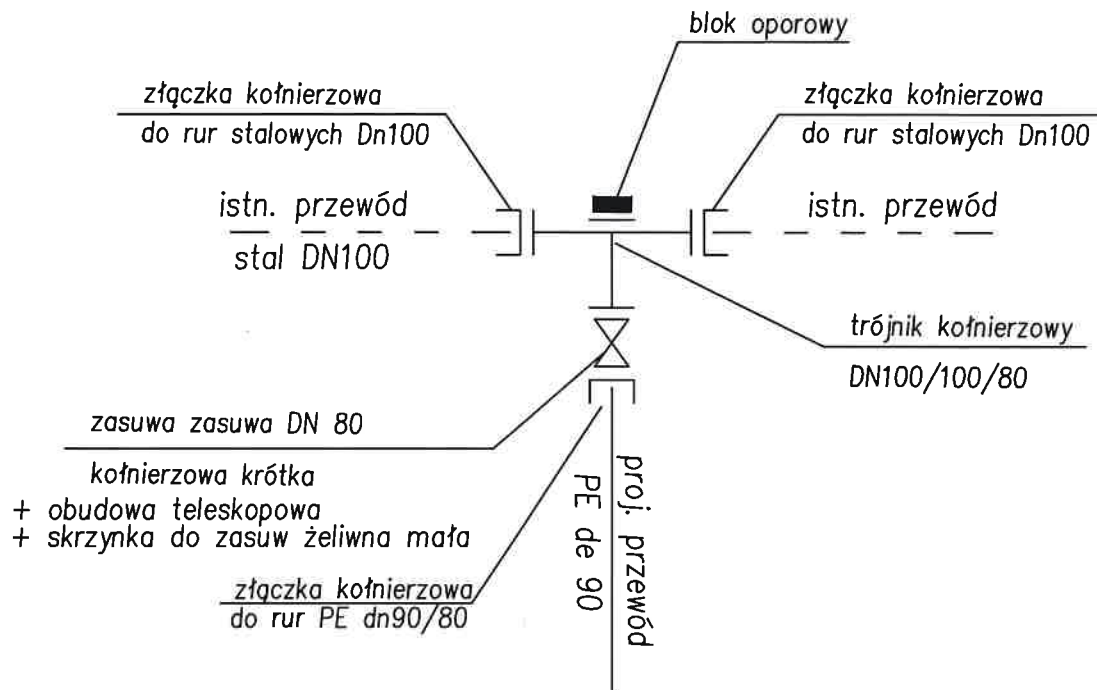 blok oporowy
złączka kołnierzowa
do rur stalowych Dn100
złączka kołnierzowa
do rur stalowych Dn100
istn. przewód
stal DN100
istn. przewód
trójnik kołnierzowy
DN100/100/80
zasuwa zasuwa DN 80
kołnierzowa krótka
+ obudowa teleskopowa
+ skrzynka do zasuw żeliwna mała
złączka kołnierzowa
do rur PE dn90/80
proj. przewód
PE de 90